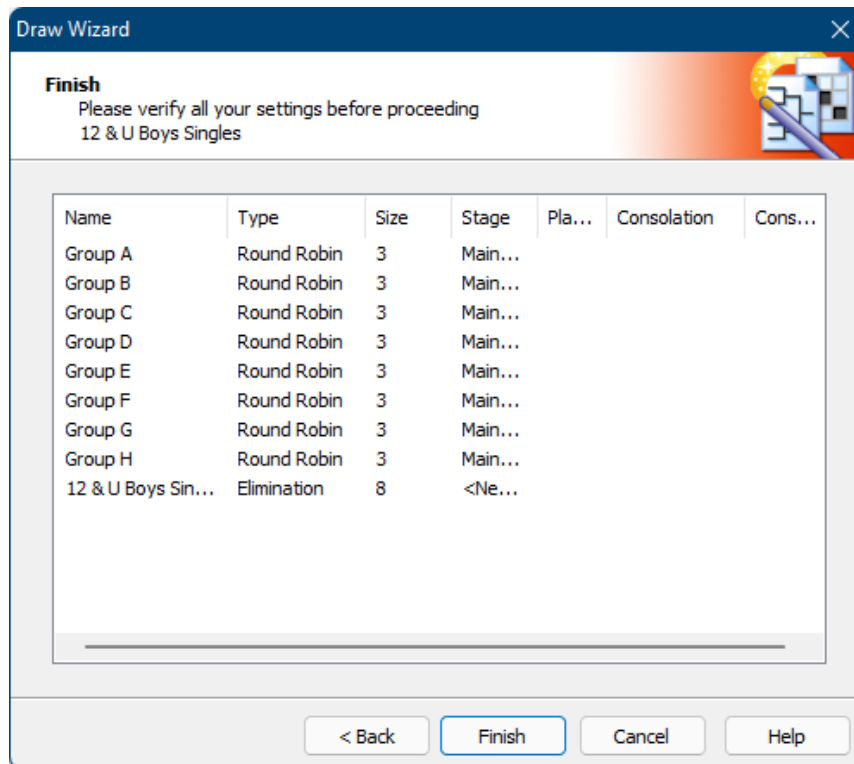 Draw Wizard
Finish
Please verify all your settings before proceeding
12 & U Boys Singles
Name Type Size Stage Pla... Consolation Cons...
Group A Round Robin 3 Main...
Group B Round Robin 3 Main...
Group C Round Robin 3 Main...
Group D Round Robin 3 Main...
Group E Round Robin 3 Main...
Group F Round Robin 3 Main...
Group G Round Robin 3 Main...
Group H Round Robin 3 Main...
12 & U Boys Sin... Elimination 8 <Ne...
< Back Finish Cancel Help